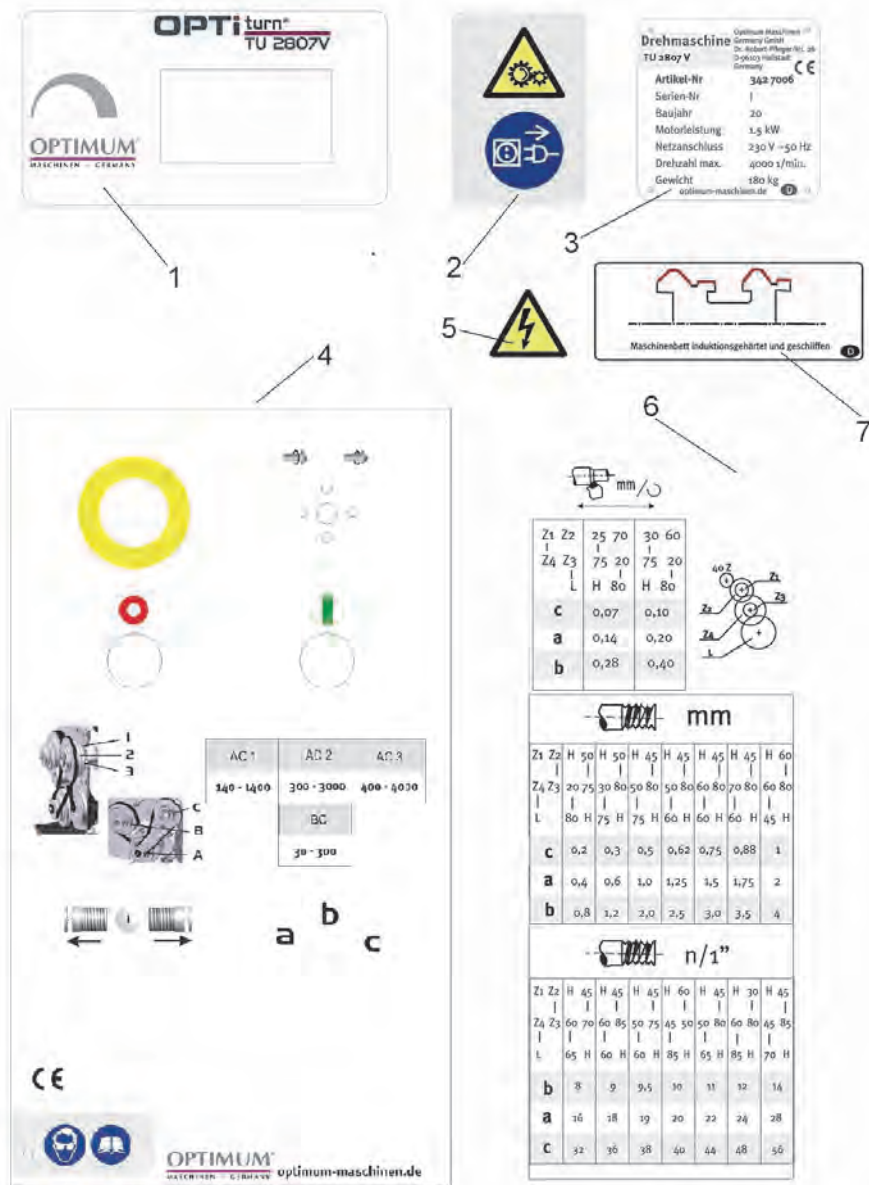 OPTi turn®
TU 2807V
OPTIMUM®
MASCHINEN - GERMANY
1
2
Drehmaschine
TU 2807 V
Optimum Maschinen
Germany GmbH
Dr. Robert-Pfleger-Str. 26
D-96103 Hallstadt
Germany
CE
Artikel-Nr 342 7006
Serien-Nr
Baujahr 20
Motorleistung 1.5 kW
Netzanschluss 230 V ~50 Hz
Drehzahl max. 4000 1/min.
Gewicht 180 kg
optimum-maschinen.de D
3
5
Maschinenbett induktionsgehärtet und geschliffen D
7
4
6
1
2
3
C
B
A
AC 1 AC 2 AC 3
140 - 1400 300 - 3000 400 - 4000
BC
30 - 300
a b c
CE
OPTIMUM®
MASCHINEN - GERMANY
optimum-maschinen.de
mm/
Z1 Z2 25 70 30 60
Z4 Z3 75 20 75 20
L H 80 H 80
c 0,07 0,10
a 0,14 0,20
b 0,28 0,40
40 Z
Z1
Z2
Z3
Z4
L
mm
Z1 Z2 H 50 H 50 H 45 H 45 H 45 H 45 H 60
Z4 Z3 20 75 30 80 50 80 50 80 60 80 70 80 60 80
L 80 H 75 H 75 H 60 H 60 H 60 H 45 H
c 0,2 0,3 0,5 0,62 0,75 0,88 1
a 0,4 0,6 1,0 1,25 1,5 1,75 2
b 0,8 1,2 2,0 2,5 3,0 3,5 4
n/1"
Z1 Z2 H 45 H 45 H 45 H 60 H 45 H 30 H 45
Z4 Z3 60 70 60 85 50 75 45 50 50 80 60 80 45 85
L 65 H 60 H 60 H 85 H 65 H 85 H 70 H
b 8 9 9,5 10 11 12 14
a 16 18 19 20 22 24 28
c 32 36 38 40 44 48 56